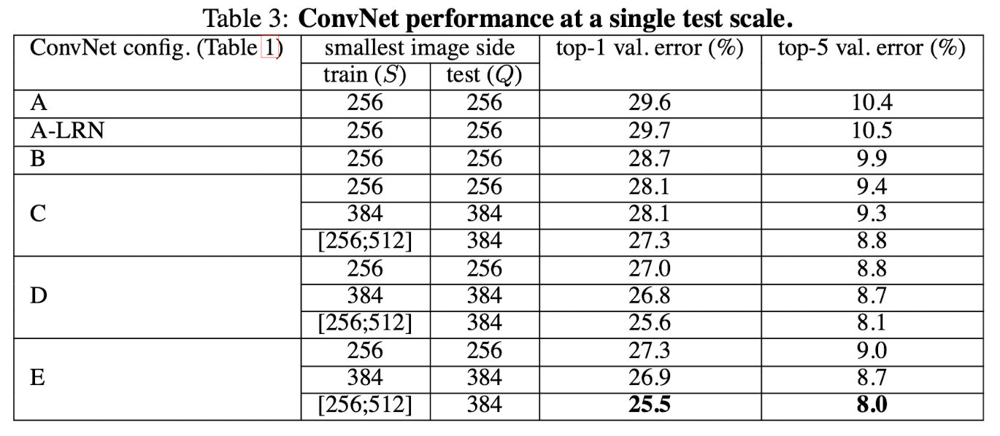 Table 3: ConvNet performance at a single test scale.
ConvNet config. (Table 1) smallest image side top-1 val. error (%) top-5 val. error (%)
train (S) test (Q)
A 256 256 29.6 10.4
A-LRN 256 256 29.7 10.5
B 256 256 28.7 9.9
C 256 256 28.1 9.4
384 384 28.1 9.3
[256;512] 384 27.3 8.8
D 256 256 27.0 8.8
384 384 26.8 8.7
[256;512] 384 25.6 8.1
E 256 256 27.3 9.0
384 384 26.9 8.7
[256;512] 384 25.5 8.0